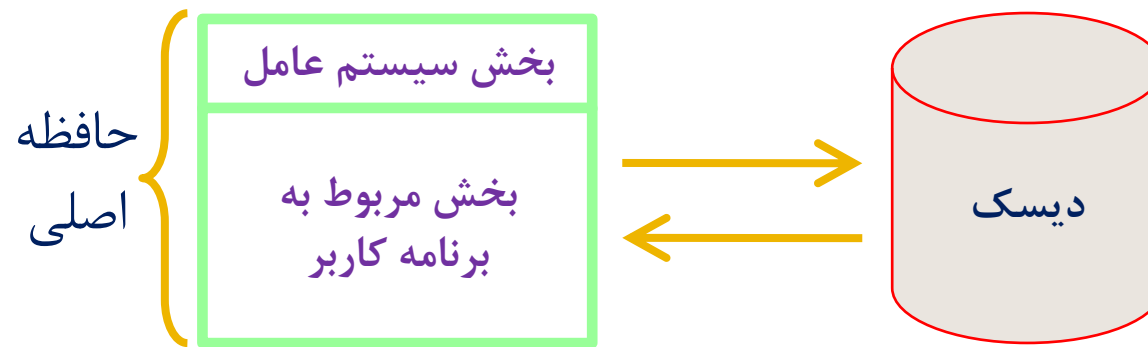 بخش سیستم عامل
حافظه
اصلی
بخش مربوط به
برنامه کاربر
دیسک